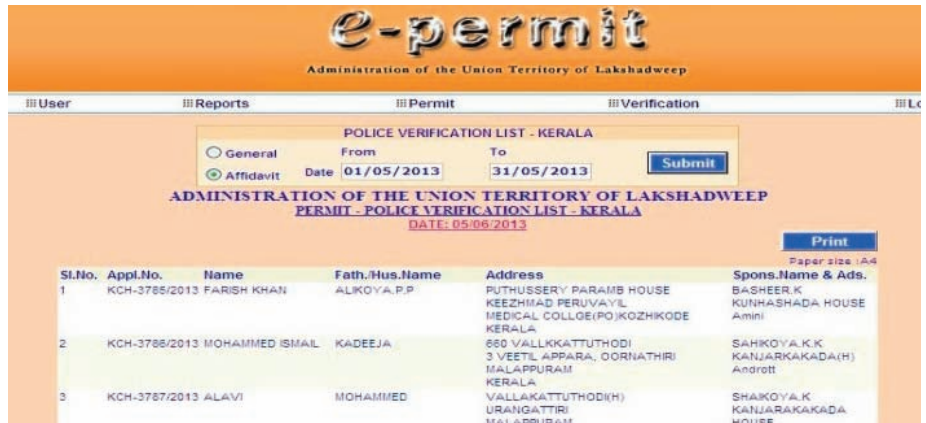 e-permit
Administration of the Union Territory of Lakshadweep
User Reports Permit Verification Lo
POLICE VERIFICATION LIST - KERALA
General From To
Affidavit Date 01/05/2013 31/05/2013 Submit
ADMINISTRATION OF THE UNION TERRITORY OF LAKSHADWEEP
PERMIT - POLICE VERIFICATION LIST - KERALA
DATE: 05/06/2013
Print
Paper size :A4
Sl.No. Appl.No. Name Fath./Hus.Name Address Spons.Name & Ads.
1 KCH-3785/2013 FARISH KHAN ALIKOYA.P.P PUTHUSSERY PARAMB HOUSE BASHEER.K
KEEZHMAD PERUVAYIL KUNHASHADA HOUSE
MEDICAL COLLGE(PO)KOZHIKODE Amini
KERALA
2 KCH-3786/2013 MOHAMMED ISMAIL KADEEJA 660 VALLKKATTUTHODI SAHIKOYA.K.K
3 VEETIL APPARA, OORNATHIRI KANJARKAKADA(H)
MALAPPURAM Andrott
KERALA
3 KCH-3787/2013 ALAVI MOHAMMED VALLAKATTUTHODI(H) SHAIKOYA.K
URANGATTIRI KANJARAKAKADA
MALAPPURAM HOUSE